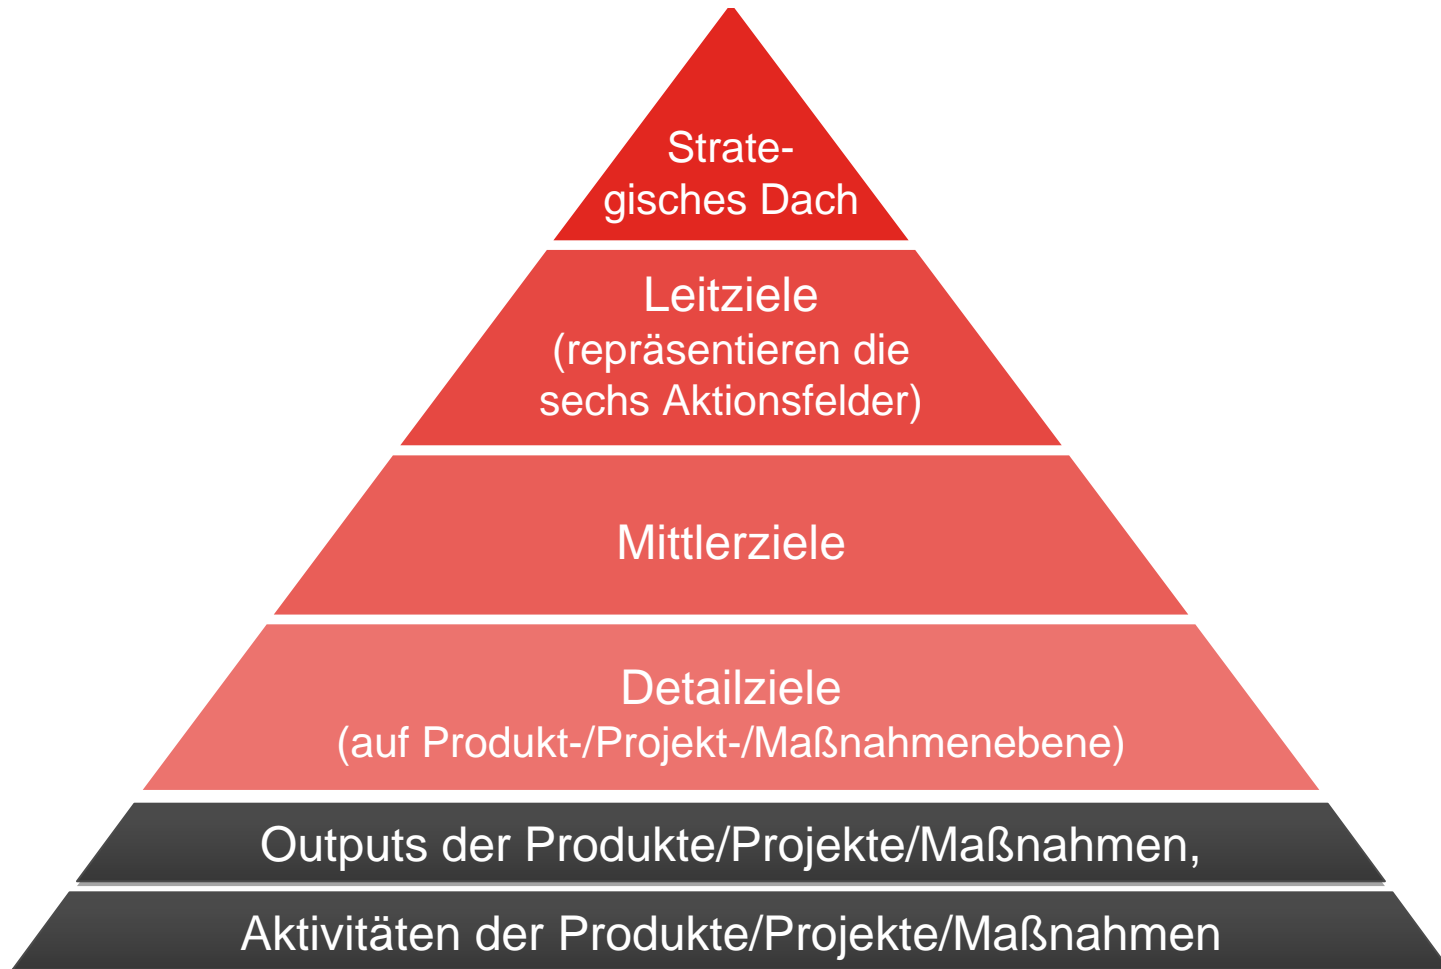 Strate-
gisches Dach
Leitziele
(repräsentieren die
sechs Aktionsfelder)
Mittlerziele
Detailziele
(auf Produkt-/Projekt-/Maßnahmenebene)
Outputs der Produkte/Projekte/Maßnahmen,
Aktivitäten der Produkte/Projekte/Maßnahmen